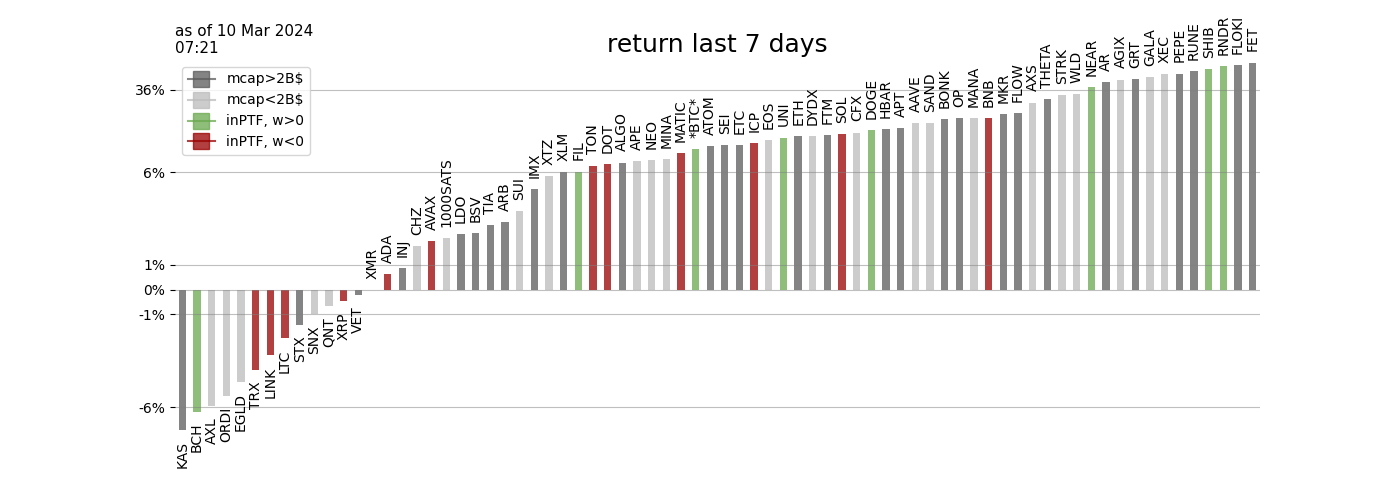 as of 10 Mar 2024
07:21
return last 7 days
mcap>2B$
mcap<2B$
inPTF, w>0
inPTF, w<0
36%
6%
1%
0%
-1%
-6%
KAS
BCH
AXL
ORDI
EGLD
TRX
LINK
LTC
STX
SNX
QNT
XRP
VET
XMR
ADA
INJ
CHZ
AVAX
1000SATS
LDO
BSV
TIA
ARB
SUI
IMX
XTZ
XLM
FIL
TON
DOT
ALGO
APE
NEO
MINA
MATIC
*BTC*
ATOM
SEI
ETC
ICP
EOS
UNI
ETH
DYDX
FTM
SOL
CFX
DOGE
HBAR
APT
AAVE
SAND
BONK
OP
MANA
BNB
MKR
FLOW
AXS
THETA
STRK
WLD
NEAR
AR
AGIX
GRT
GALA
XEC
PEPE
RUNE
SHIB
RNDR
FLOKI
FET